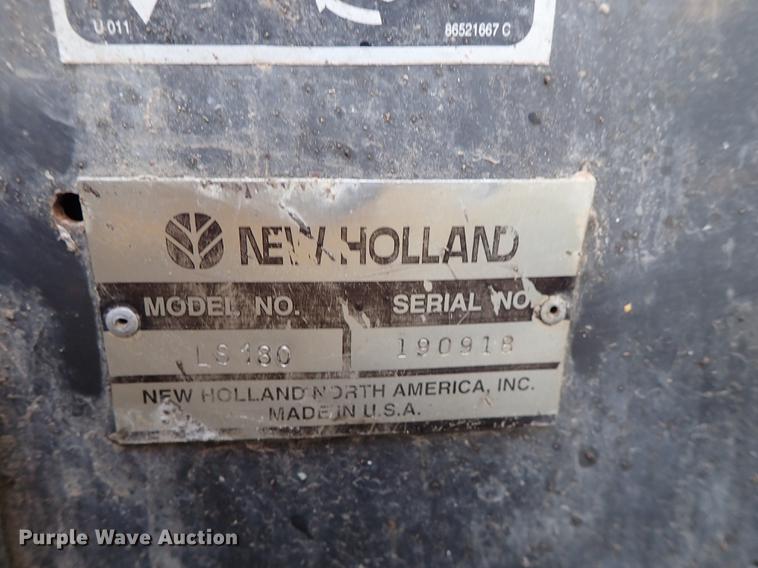 U 011 86521667 C
NEW HOLLAND
MODEL NO. SERIAL NO.
LS180 190918
NEW HOLLAND NORTH AMERICA, INC.
MADE IN U.S.A.
Purple Wave Auction